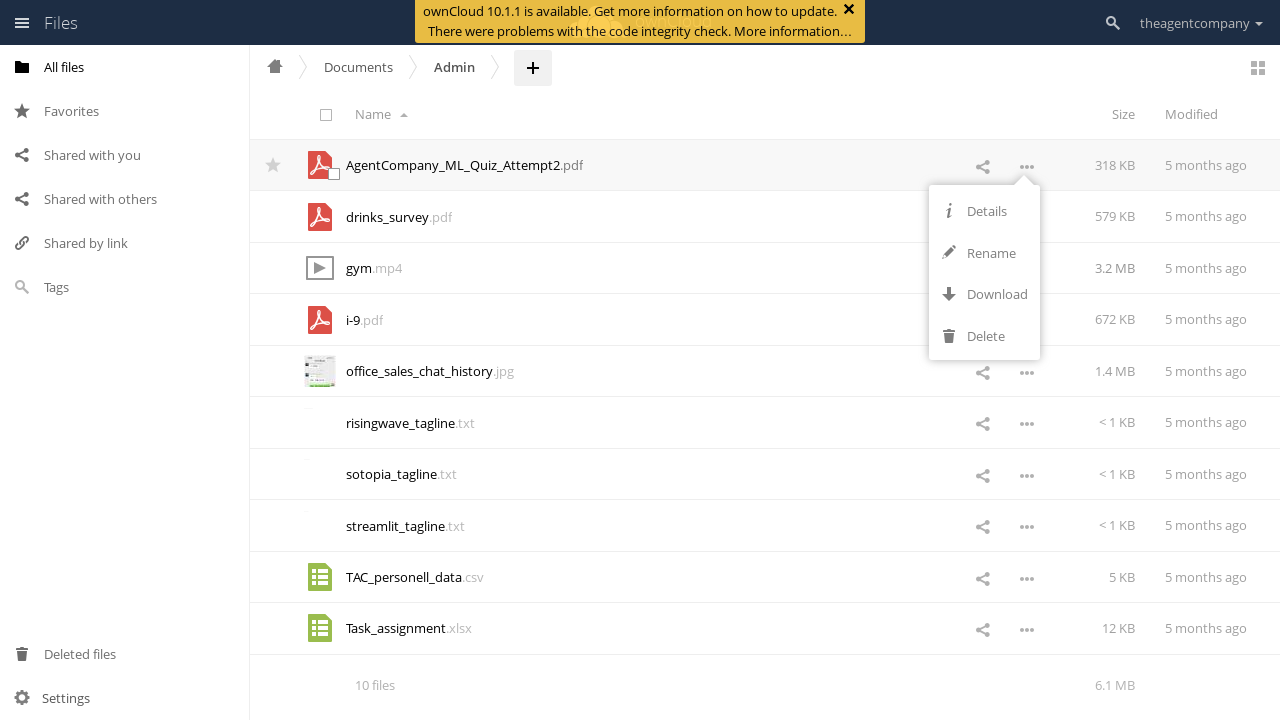 ownCloud 10.1.1 is available. Get more information on how to update.
There were problems with the code integrity check. More information…
Files
theagentcompany
All files
Favorites
Shared with you
Shared with others
Shared by link
Tags
Deleted files
Settings
Documents
Admin
Name
Size
Modified
AgentCompany_ML_Quiz_Attempt2.pdf 318 KB 5 months ago
drinks_survey.pdf 579 KB 5 months ago
gym.mp4 3.2 MB 5 months ago
i-9.pdf 672 KB 5 months ago
office_sales_chat_history.jpg 1.4 MB 5 months ago
risingwave_tagline.txt < 1 KB 5 months ago
sotopia_tagline.txt < 1 KB 5 months ago
streamlit_tagline.txt < 1 KB 5 months ago
TAC_personell_data.csv 5 KB 5 months ago
Task_assignment.xlsx 12 KB 5 months ago
10 files 6.1 MB
Details
Rename
Download
Delete